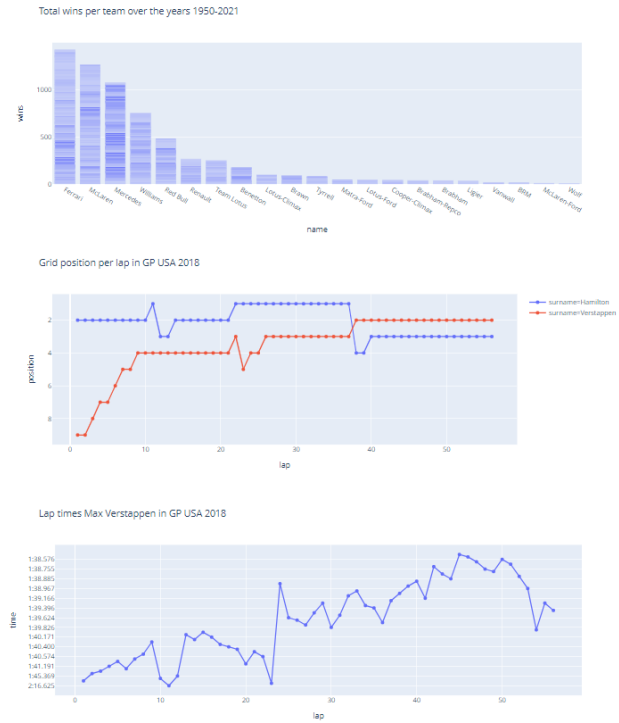 Total wins per team over the years 1950-2021
wins
1000
500
0
Ferrari McLaren Mercedes Williams Red Bull Renault Team Lotus Benetton Lotus-Climax Brawn Tyrrell Matra-Ford Lotus-Ford Cooper-Climax Brabham-Repco Brabham Ligier Vanwall BRM McLaren-Ford Wolf
name
Grid position per lap in GP USA 2018
surname=Hamilton
surname=Verstappen
position
2
4
6
8
0 10 20 30 40 50
lap
Lap times Max Verstappen in GP USA 2018
time
1:38.576
1:38.755
1:38.885
1:38.967
1:39.166
1:39.396
1:39.624
1:39.826
1:40.171
1:40.400
1:40.574
1:41.191
1:45.369
2:16.625
0 10 20 30 40 50
lap